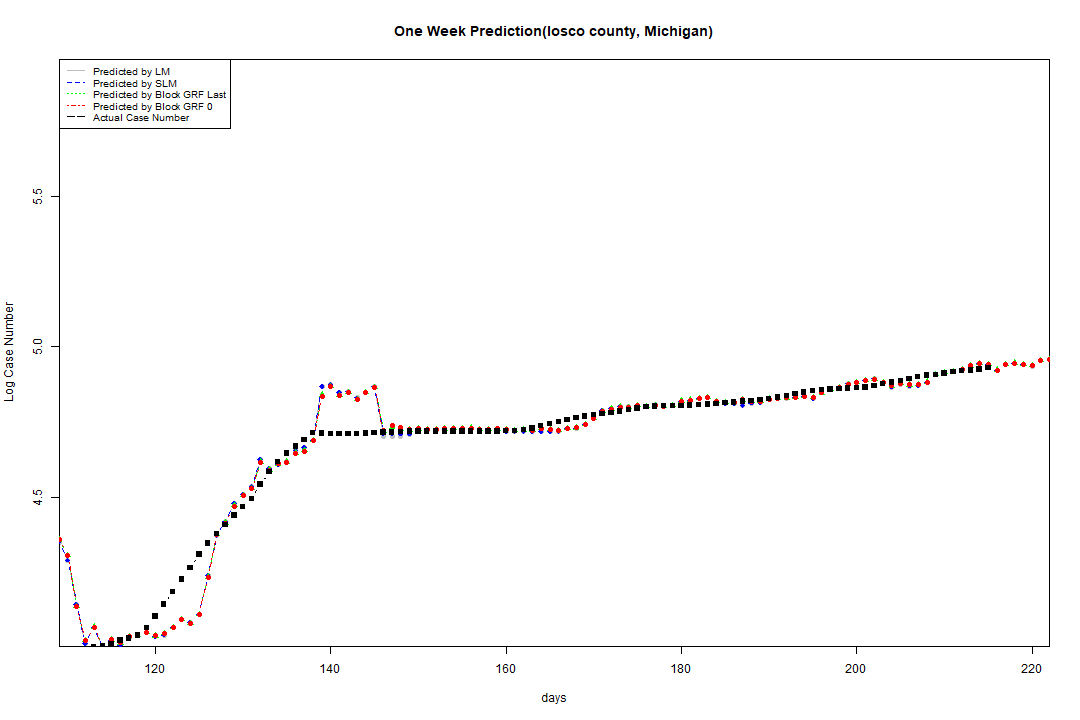 One Week Prediction(Iosco county, Michigan)
Predicted by LM
Predicted by SLM
Predicted by Block GRF Last
Predicted by Block GRF 0
Actual Case Number
5.5
5.0
4.5
Log Case Number
120 140 160 180 200 220
days